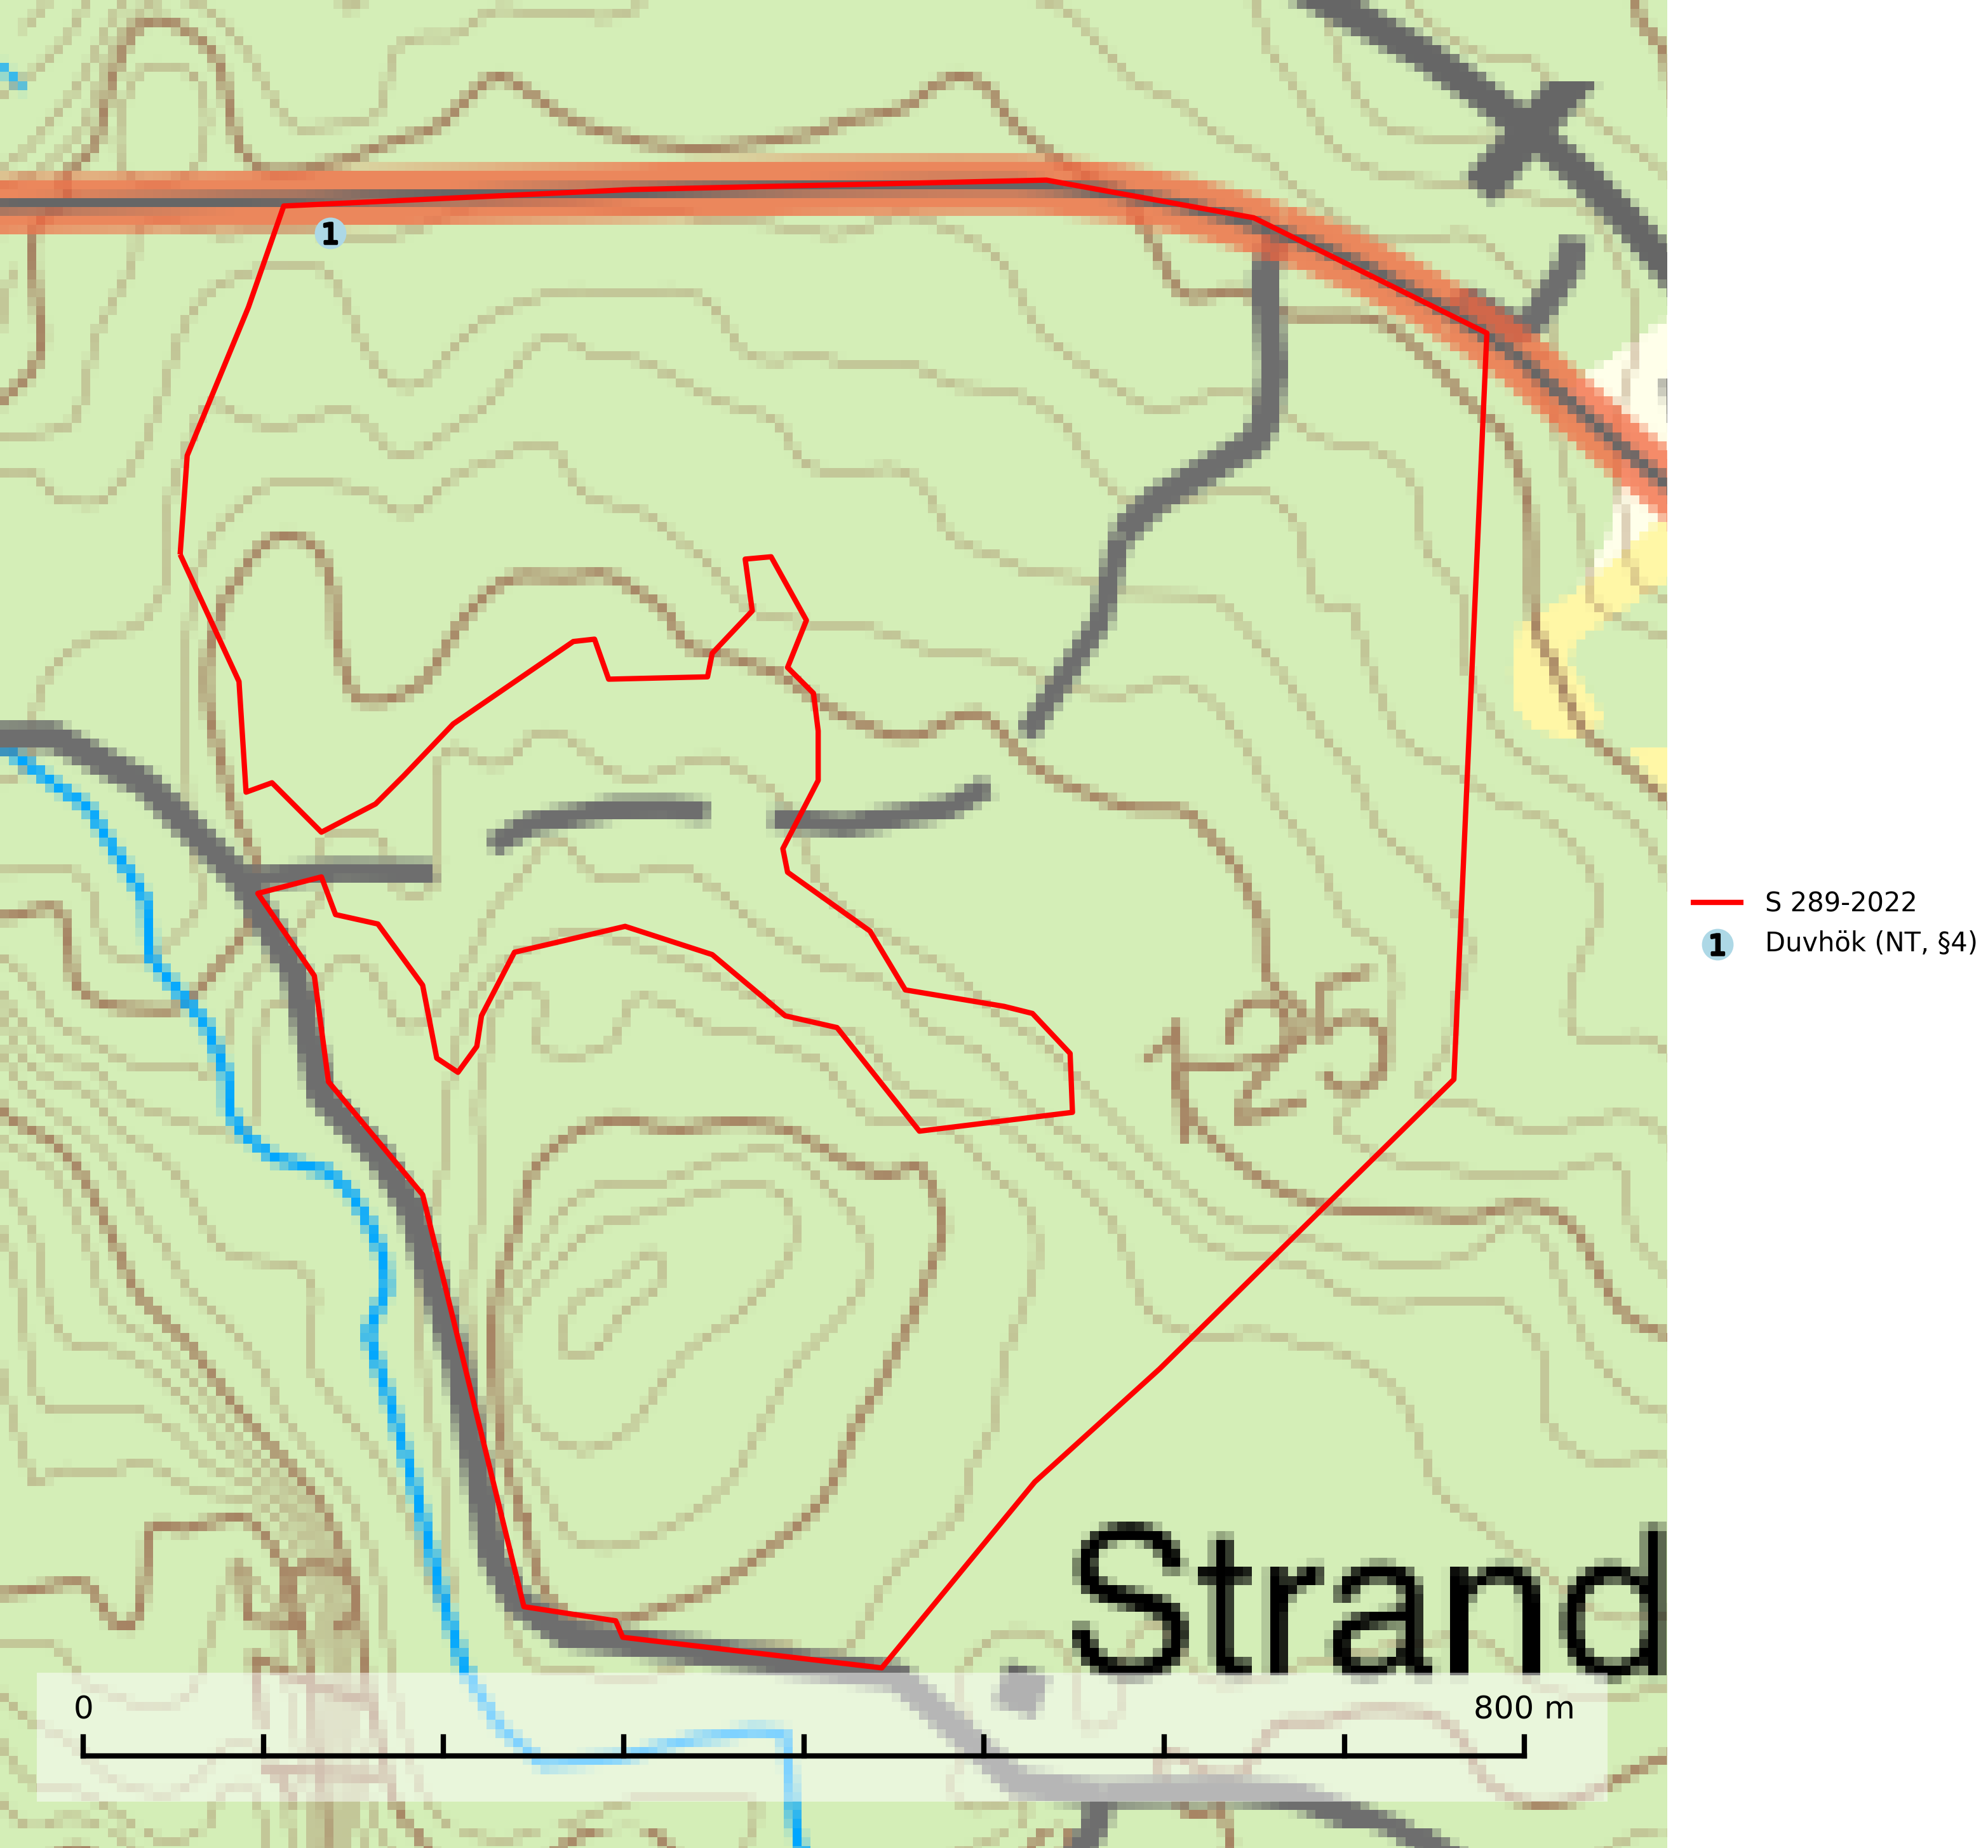 1
125
Strand
0 800 m
S 289-2022
1 Duvhök (NT, §4)